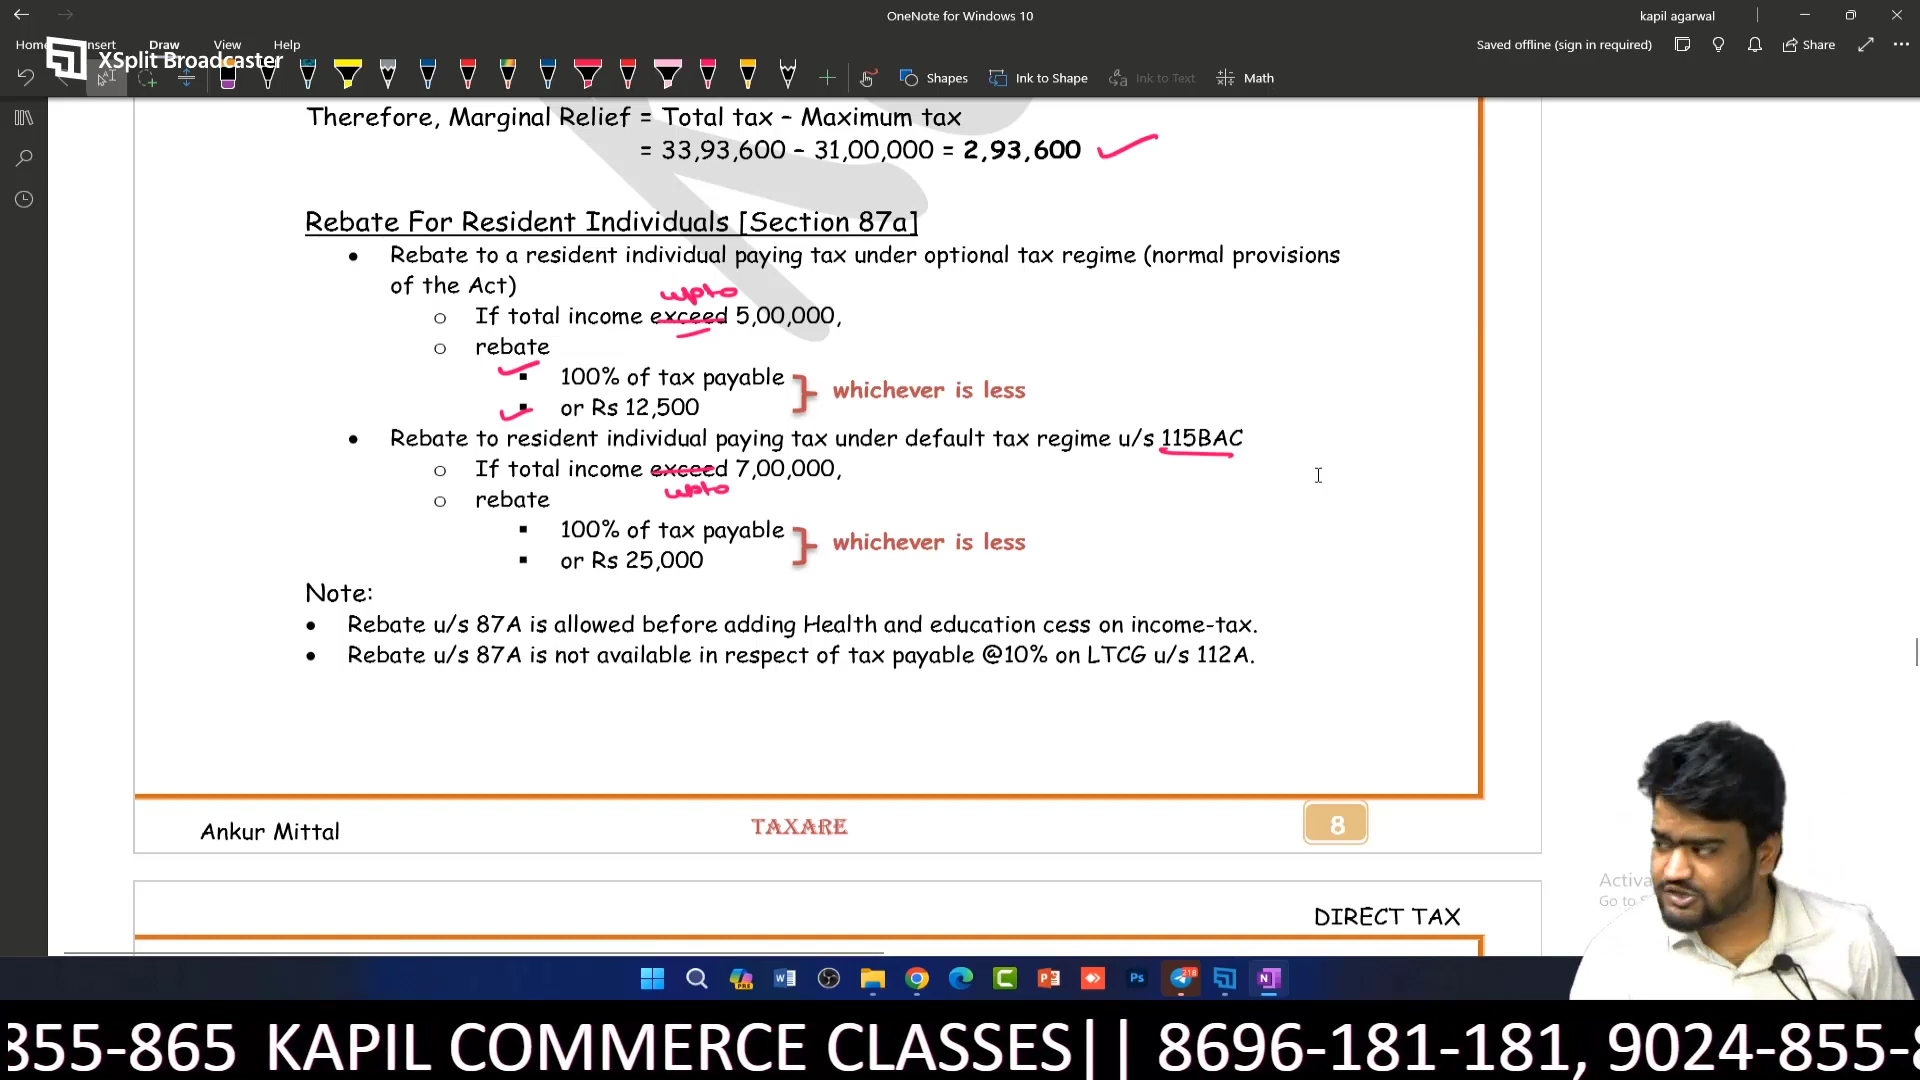 OneNote for Windows 10
kapil agarwal
Home Insert Draw View Help
Saved offline (sign in required)
Share
XSplit Broadcaster
Shapes
Ink to Shape
Ink to Text
Math
Therefore, Marginal Relief = Total tax – Maximum tax
= 33,93,600 – 31,00,000 = 2,93,600
Rebate For Resident Individuals [Section 87a]
• Rebate to a resident individual paying tax under optional tax regime (normal provisions
of the Act)
upto
o If total income exceed 5,00,000,
o rebate
▪ 100% of tax payable
whichever is less
▪ or Rs 12,500
• Rebate to resident individual paying tax under default tax regime u/s 115BAC
o If total income exceed 7,00,000,
upto
o rebate
▪ 100% of tax payable
whichever is less
▪ or Rs 25,000
Note:
• Rebate u/s 87A is allowed before adding Health and education cess on income-tax.
• Rebate u/s 87A is not available in respect of tax payable @10% on LTCG u/s 112A.
Ankur Mittal
TAXARE
8
Activa
Go to S
DIRECT TAX
PRE
218
Ps
855-865 KAPIL COMMERCE CLASSES|| 8696-181-181, 9024-855-8